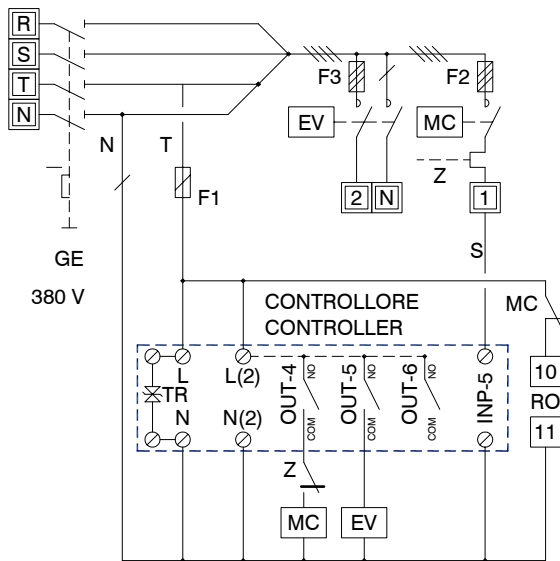 R
S
T
N
F3
F2
EV
MC
N
T
Z
2
N
1
F1
S
GE
380 V
CONTROLLORE
CONTROLLER
MC
L
L(2)
OUT-4
NO
OUT-5
NO
OUT-6
NO
INP-5
10
TR
RO
N
N(2)
COM
COM
COM
11
Z
MC
EV